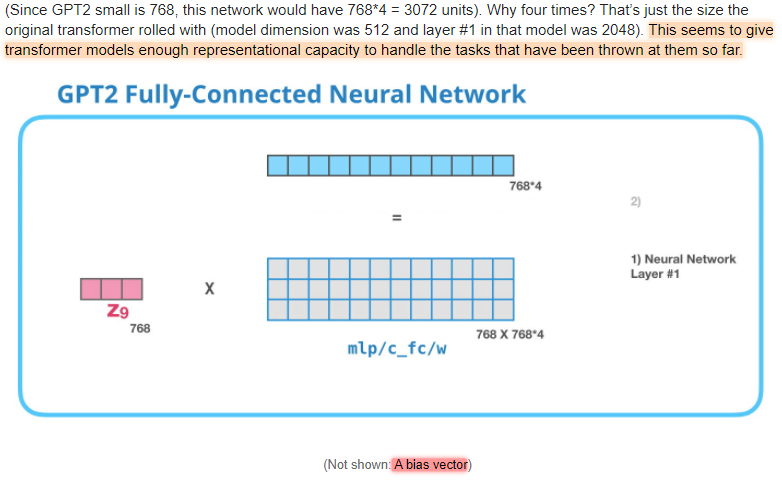 (Since GPT2 small is 768, this network would have 768*4 = 3072 units). Why four times? That’s just the size the
original transformer rolled with (model dimension was 512 and layer #1 in that model was 2048). This seems to give
transformer models enough representational capacity to handle the tasks that have been thrown at them so far.
GPT2 Fully-Connected Neural Network
768*4
2)
=
1) Neural Network
Layer #1
X
Z9
768
768 X 768*4
mlp/c_fc/w
(Not shown: A bias vector)